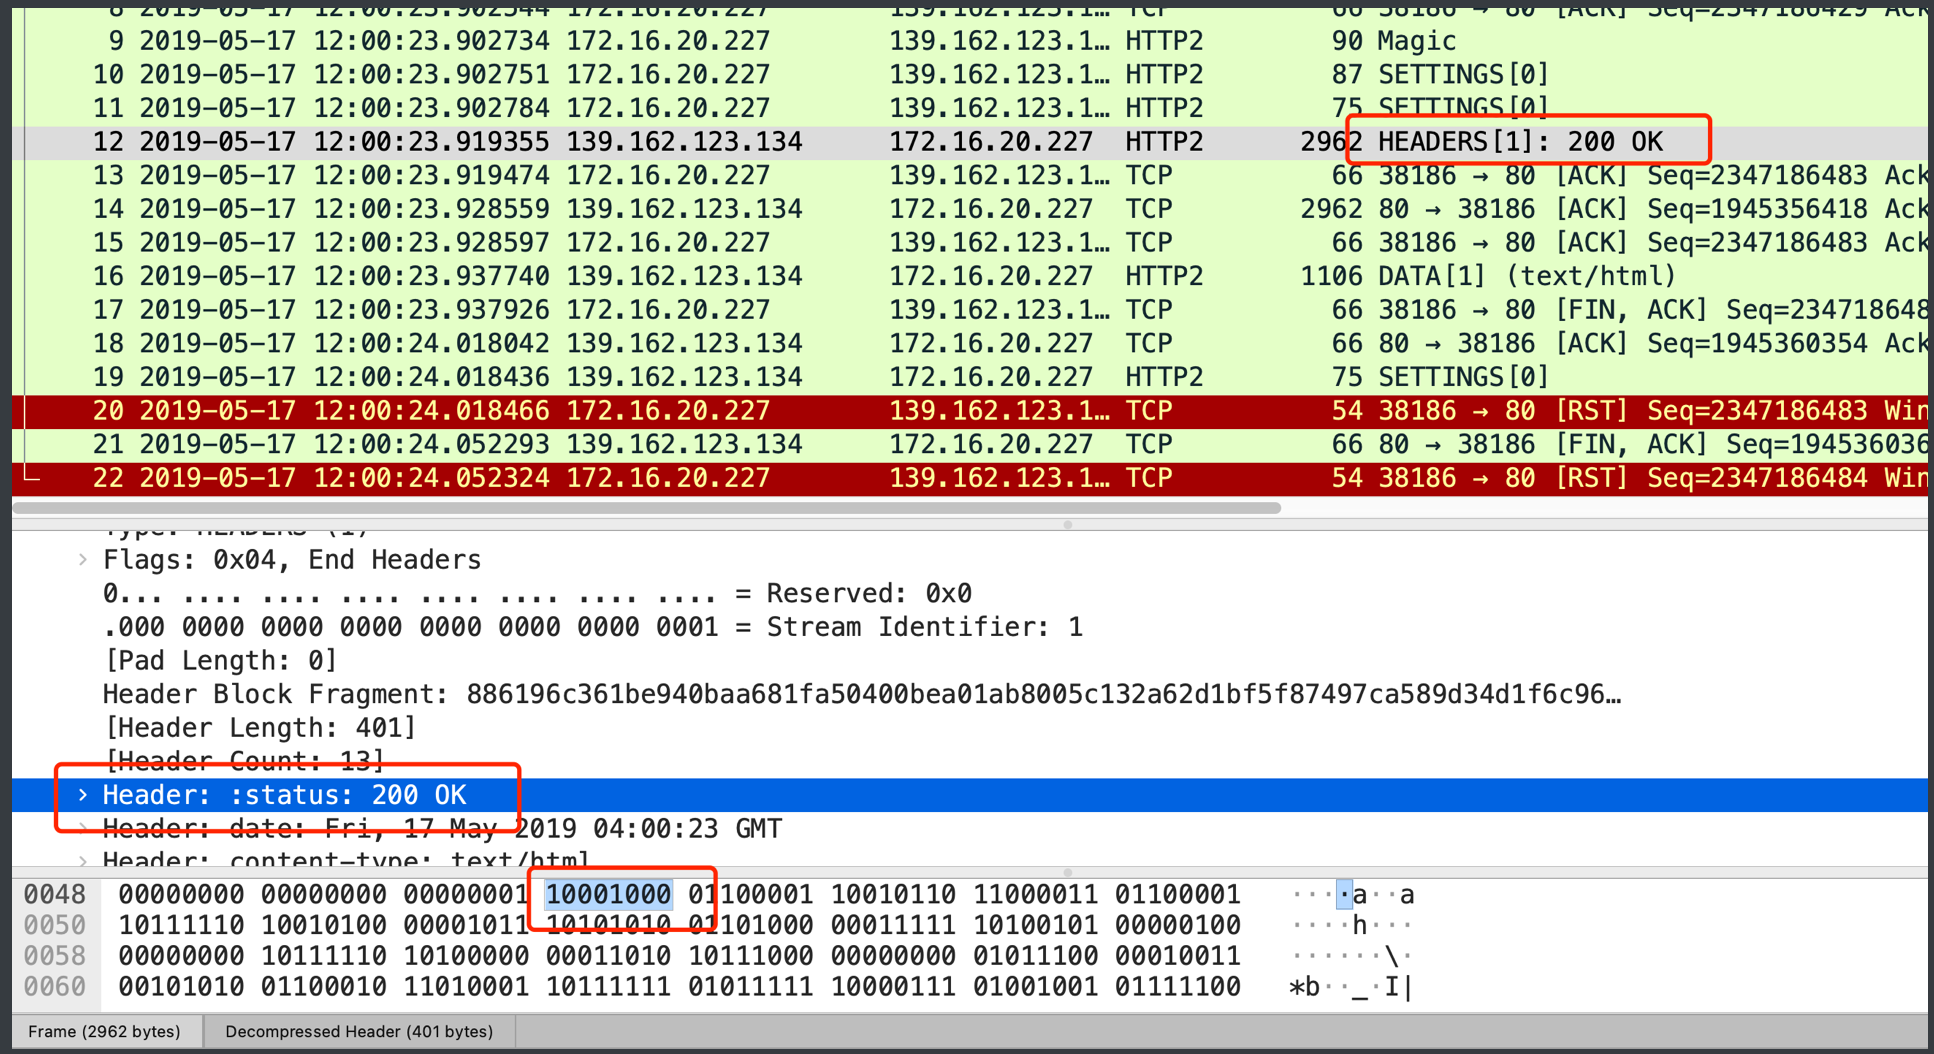 8 2019-05-17 12:00:23.902544 172.16.20.227 139.162.123.1… TCP 66 38186 → 80 [ACK] Seq=2347186429 Ack
9 2019-05-17 12:00:23.902734 172.16.20.227 139.162.123.1… HTTP2 90 Magic
10 2019-05-17 12:00:23.902751 172.16.20.227 139.162.123.1… HTTP2 87 SETTINGS[0]
11 2019-05-17 12:00:23.902784 172.16.20.227 139.162.123.1… HTTP2 75 SETTINGS[0]
12 2019-05-17 12:00:23.919355 139.162.123.134 172.16.20.227 HTTP2 2962 HEADERS[1]: 200 OK
13 2019-05-17 12:00:23.919474 172.16.20.227 139.162.123.1… TCP 66 38186 → 80 [ACK] Seq=2347186483 Ack
14 2019-05-17 12:00:23.928559 139.162.123.134 172.16.20.227 TCP 2962 80 → 38186 [ACK] Seq=1945356418 Ack
15 2019-05-17 12:00:23.928597 172.16.20.227 139.162.123.1… TCP 66 38186 → 80 [ACK] Seq=2347186483 Ack
16 2019-05-17 12:00:23.937740 139.162.123.134 172.16.20.227 HTTP2 1106 DATA[1] (text/html)
17 2019-05-17 12:00:23.937926 172.16.20.227 139.162.123.1… TCP 66 38186 → 80 [FIN, ACK] Seq=234718648
18 2019-05-17 12:00:24.018042 139.162.123.134 172.16.20.227 TCP 66 80 → 38186 [ACK] Seq=1945360354 Ack
19 2019-05-17 12:00:24.018436 139.162.123.134 172.16.20.227 HTTP2 75 SETTINGS[0]
20 2019-05-17 12:00:24.018466 172.16.20.227 139.162.123.1… TCP 54 38186 → 80 [RST] Seq=2347186483 Win
21 2019-05-17 12:00:24.052293 139.162.123.134 172.16.20.227 TCP 66 80 → 38186 [FIN, ACK] Seq=194536036
22 2019-05-17 12:00:24.052324 172.16.20.227 139.162.123.1… TCP 54 38186 → 80 [RST] Seq=2347186484 Win
Type: HEADERS (1)
Flags: 0x04, End Headers
0... .... .... .... .... .... .... .... = Reserved: 0x0
.000 0000 0000 0000 0000 0000 0000 0001 = Stream Identifier: 1
[Pad Length: 0]
Header Block Fragment: 886196c361be940baa681fa50400bea01ab8005c132a62d1bf5f87497ca589d34d1f6c96…
[Header Length: 401]
[Header Count: 13]
Header: :status: 200 OK
Header: date: Fri, 17 May 2019 04:00:23 GMT
Header: content-type: text/html
0048 00000000 00000000 00000001 10001000 01100001 10010110 11000011 01100001 ····a··a
0050 10111110 10010100 00001011 10101010 01101000 00011111 10100101 00000100 ····h···
0058 00000000 10111110 10100000 00011010 10111000 00000000 01011100 00010011 ······\·
0060 00101010 01100010 11010001 10111111 01011111 10000111 01001001 01111100 *b··_·I|
Frame (2962 bytes) Decompressed Header (401 bytes)